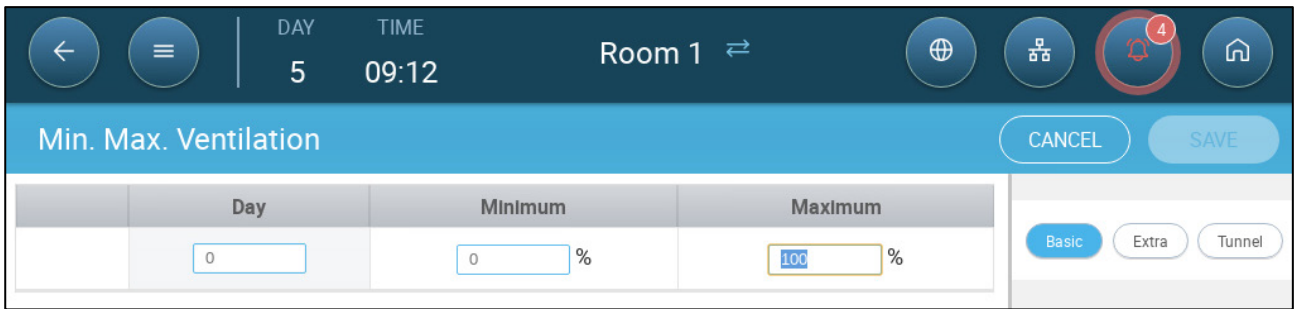 DAY TIME
5 09:12
Room 1
4
Min. Max. Ventilation
CANCEL SAVE
Day Minimum Maximum
0 0 % 100 %
Basic Extra Tunnel